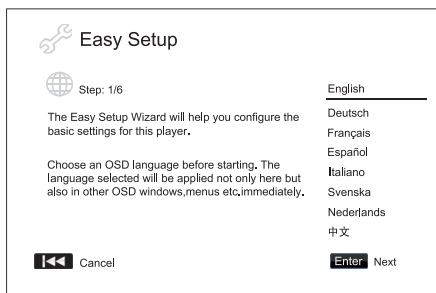 Easy Setup
Step: 1/6
The Easy Setup Wizard will help you configure the
basic settings for this player.
Choose an OSD language before starting. The
language selected will be applied not only here but
also in other OSD windows,menus etc.immediately.
English
Deutsch
Français
Español
Italiano
Svenska
Nederlands
中文
Cancel
Enter Next